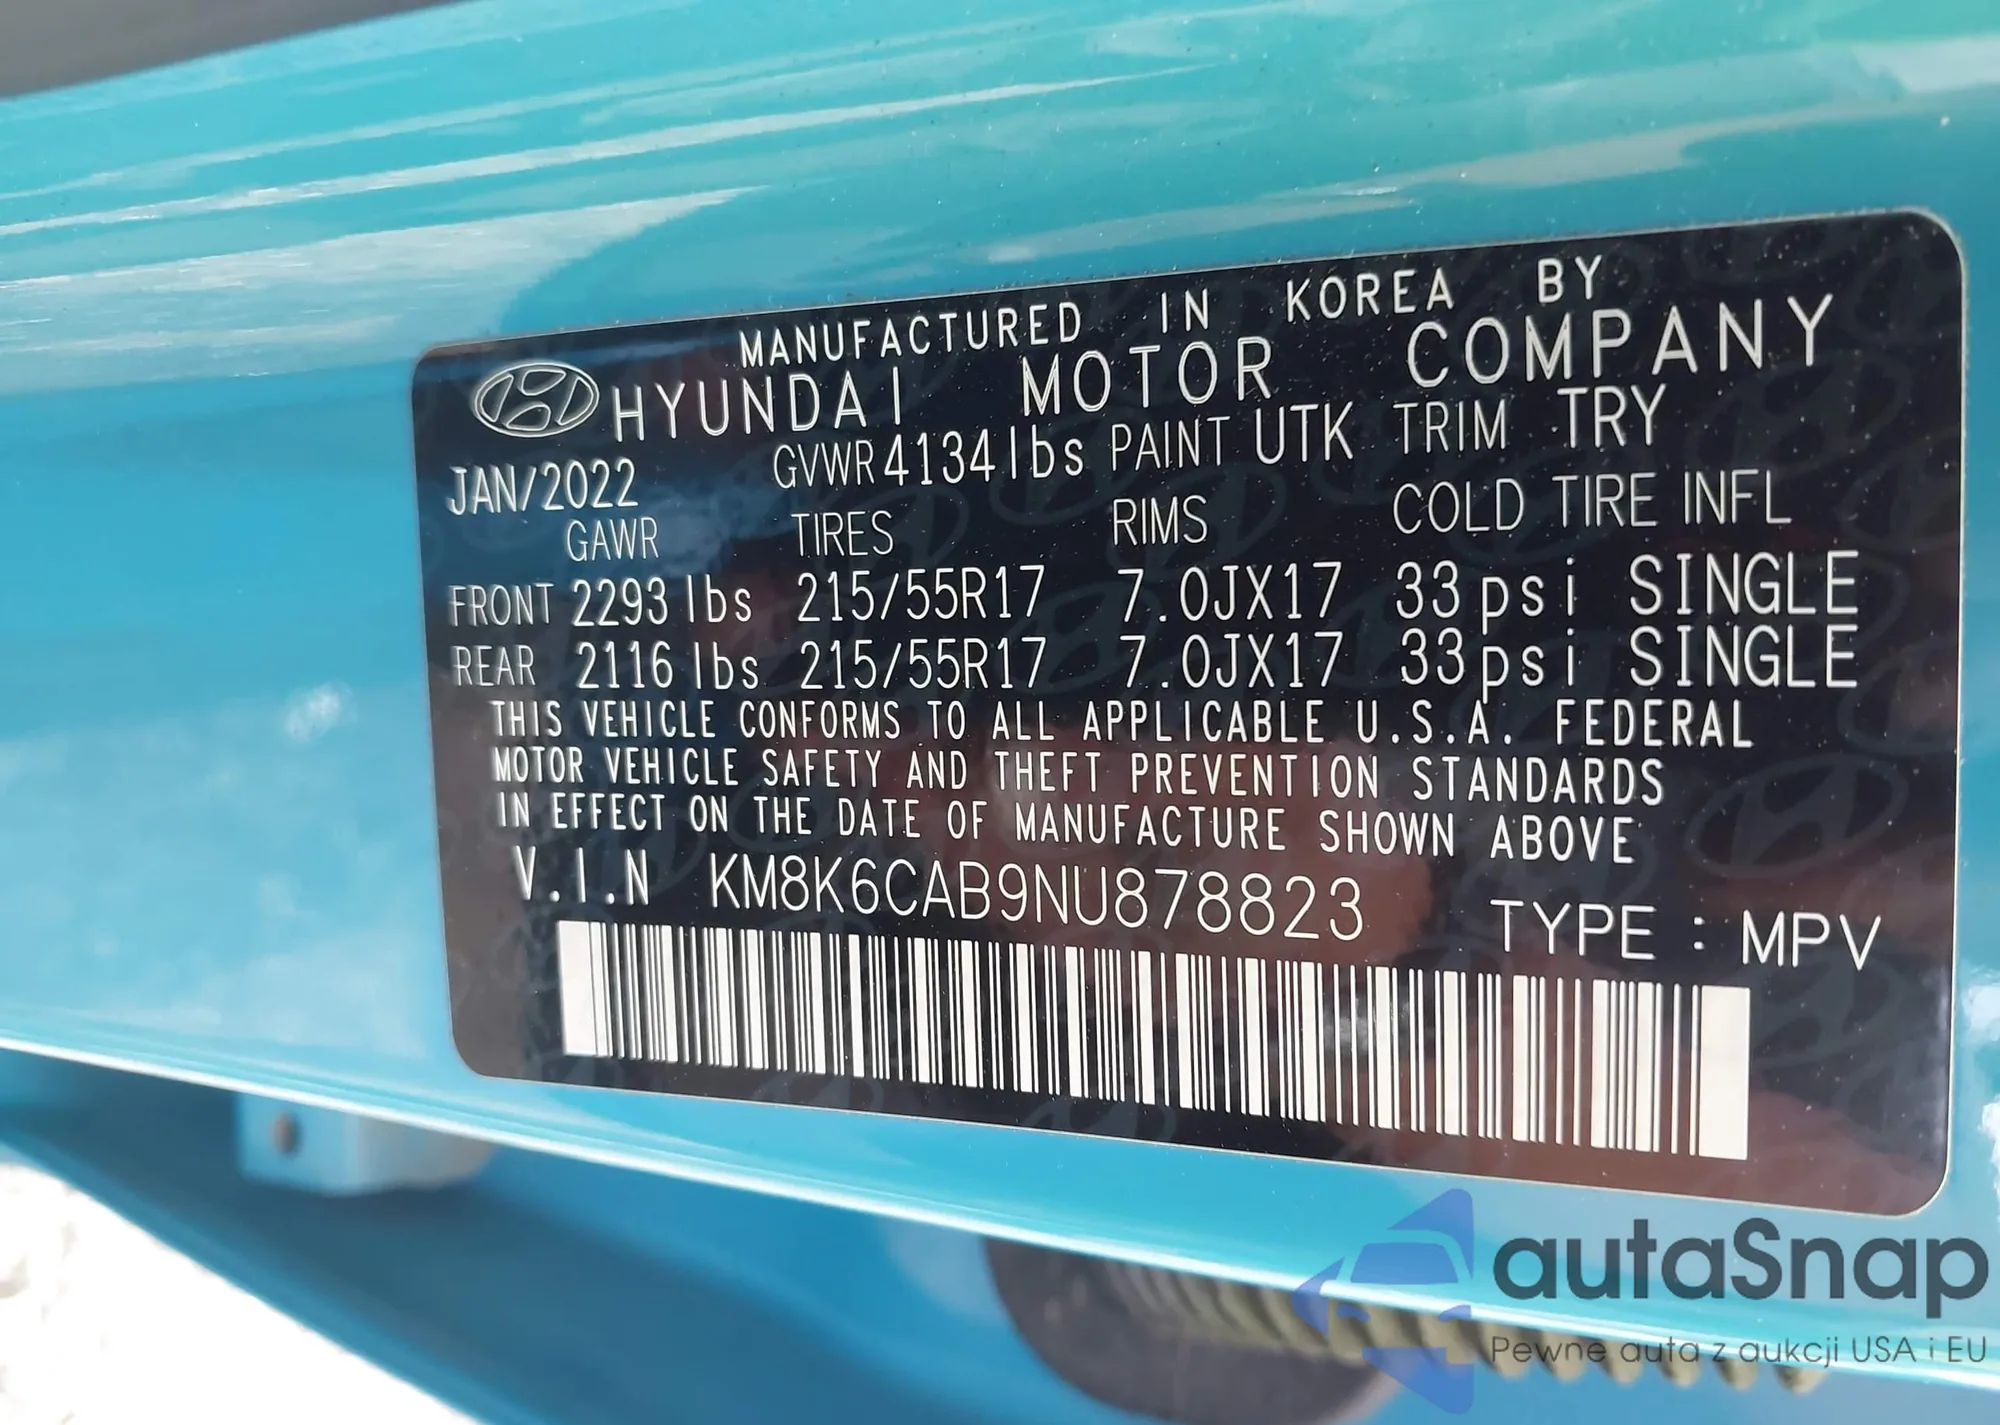 MANUFACTURED IN KOREA BY
HYUNDAI MOTOR COMPANY
JAN/2022 GVWR 4134 lbs PAINT UTK TRIM TRY
GAWR TIRES RIMS COLD TIRE INFL
FRONT 2293 lbs 215/55R17 7.0JX17 33psi SINGLE
REAR 2116 lbs 215/55R17 7.0JX17 33psi SINGLE
THIS VEHICLE CONFORMS TO ALL APPLICABLE U.S.A. FEDERAL
MOTOR VEHICLE SAFETY AND THEFT PREVENTION STANDARDS
IN EFFECT ON THE DATE OF MANUFACTURE SHOWN ABOVE
V.I.N KM8K6CAB9NU878823
TYPE : MPV
autaSnap
Pewne auta z aukcji USA i EU